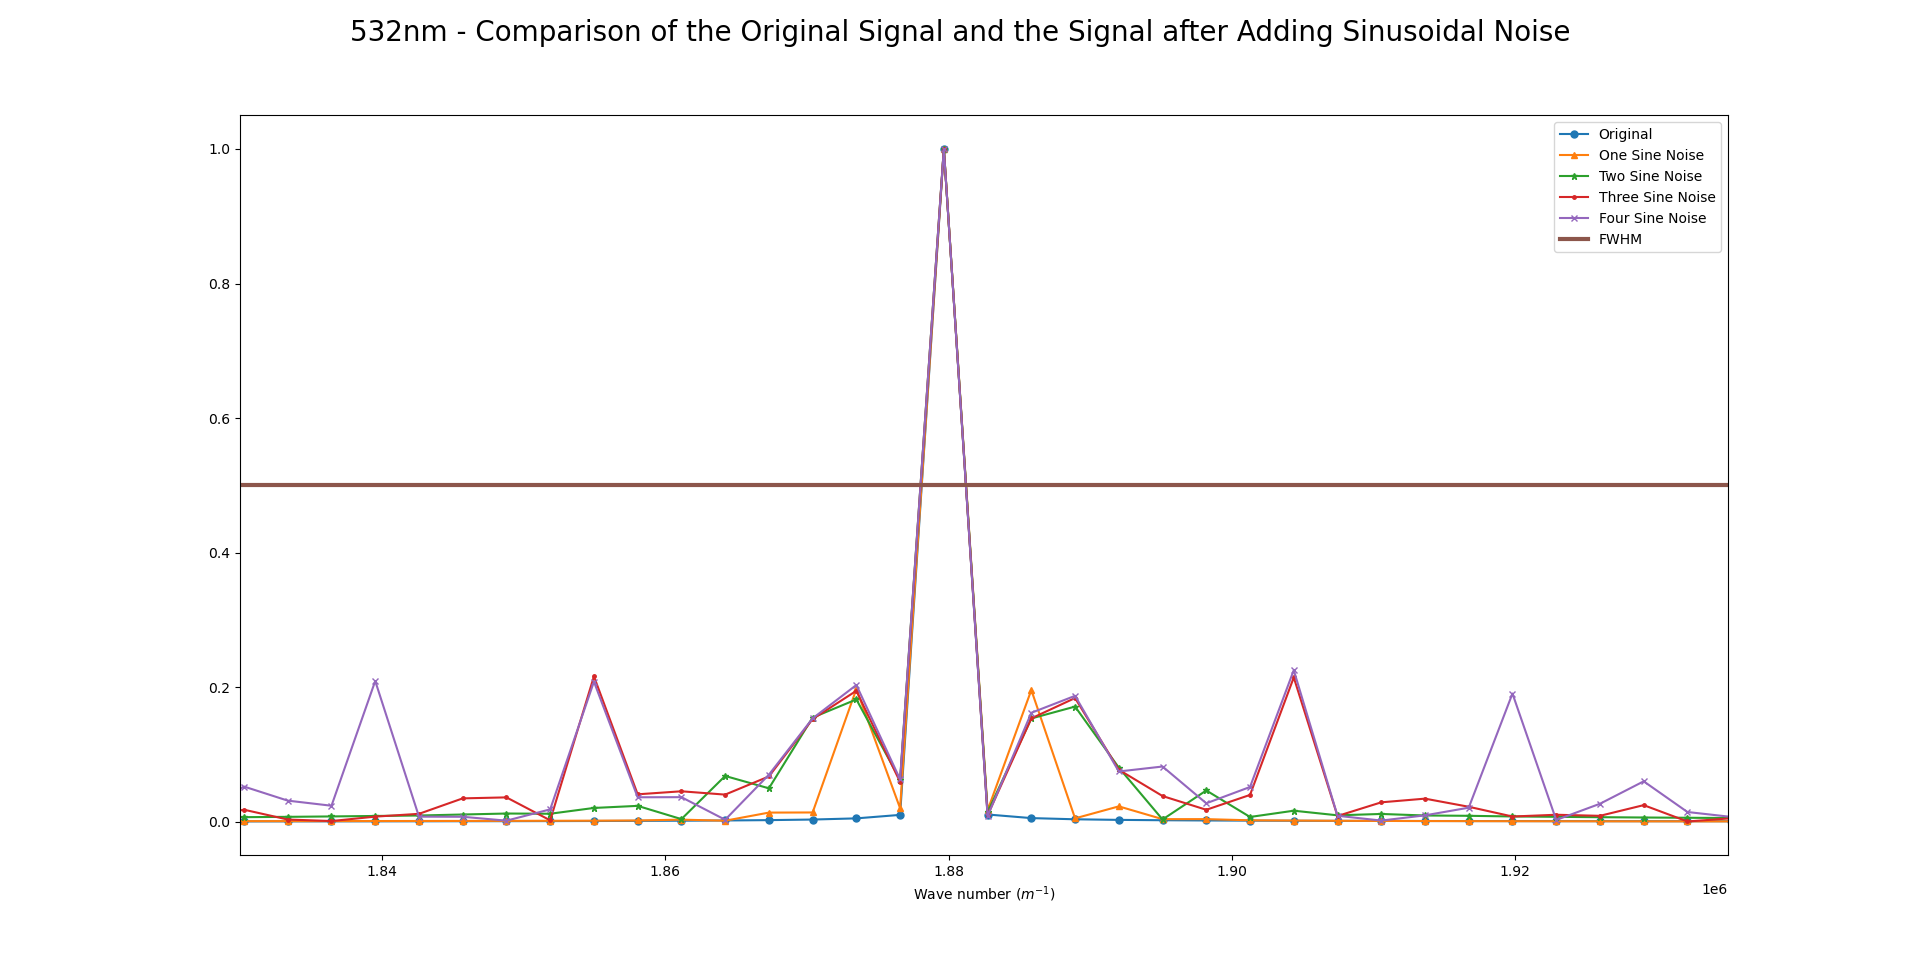 532nm - Comparison of the Original Signal and the Signal after Adding Sinusoidal Noise
Original
One Sine Noise
Two Sine Noise
Three Sine Noise
Four Sine Noise
FWHM
1.0
0.8
0.6
0.4
0.2
0.0
1.84 1.86 1.88 1.90 1.92
1e6
Wave number (m⁻¹)